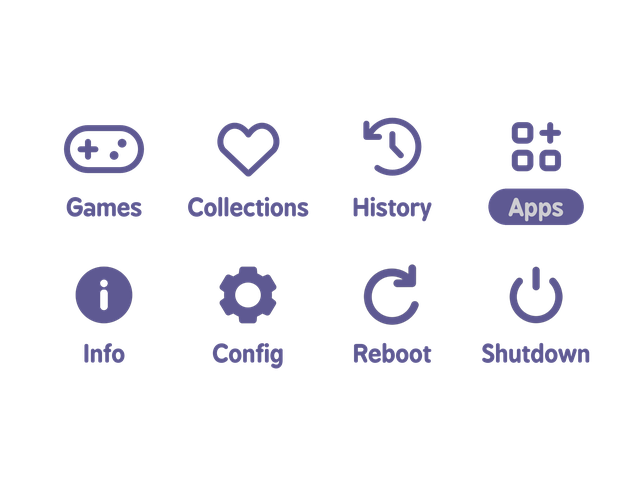 Games
Collections
History
Apps
Info
Config
Reboot
Shutdown